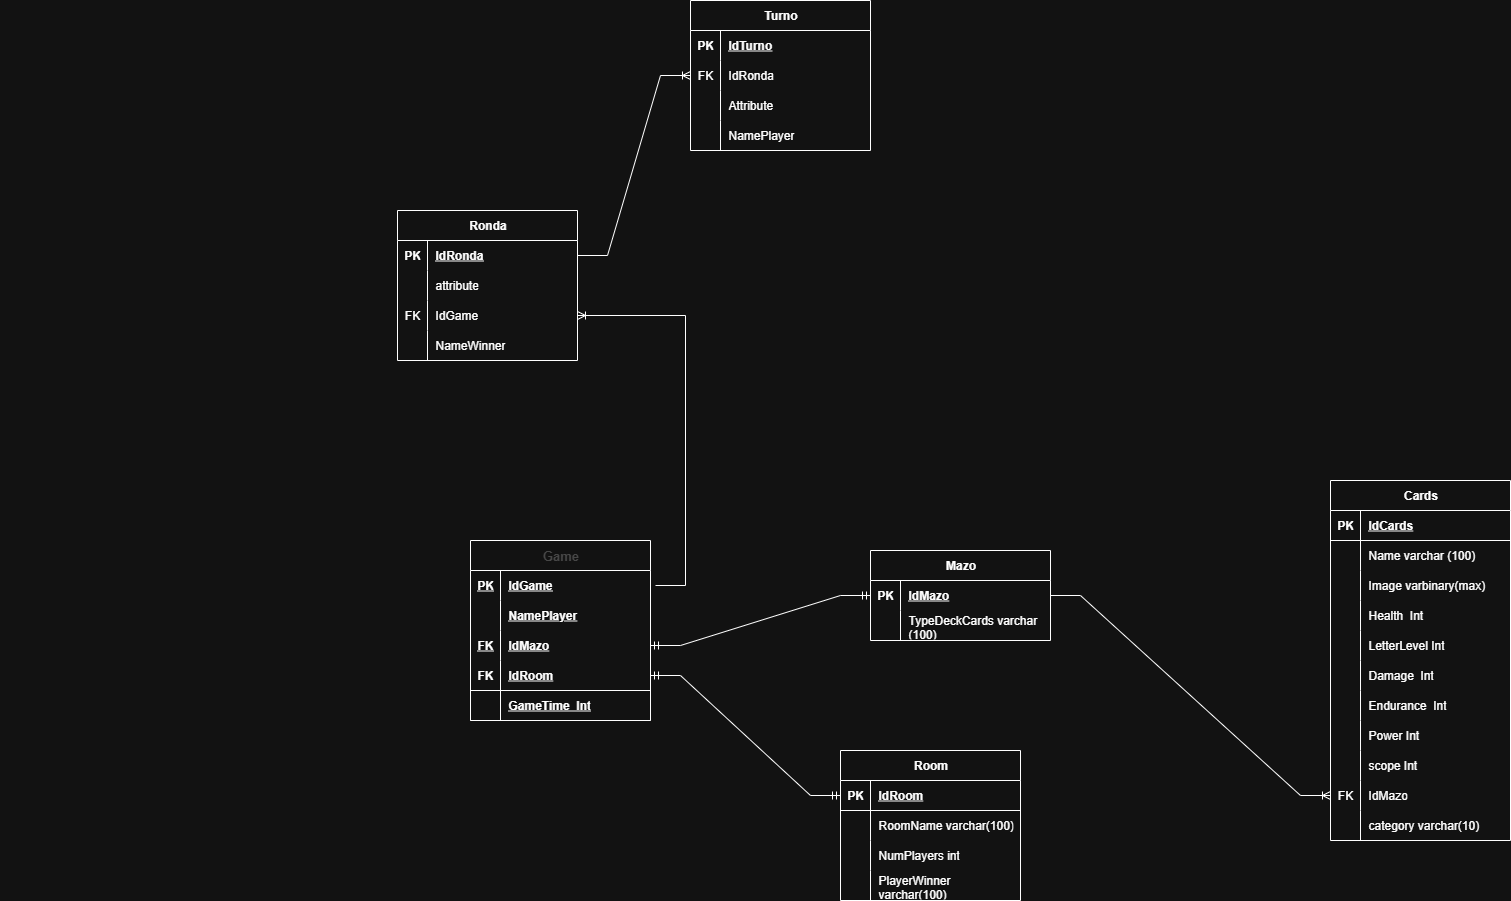 Turno
PK IdTurno
FK IdRonda
Attribute
NamePlayer
Ronda
PK IdRonda
attribute
FK IdGame
NameWinner
Game
PK IdGame
NamePlayer
FK IdMazo
FK IdRoom
GameTime Int
Mazo
PK IdMazo
TypeDeckCards varchar
(100)
Room
PK IdRoom
RoomName varchar(100)
NumPlayers int
PlayerWinner
varchar(100)
Cards
PK IdCards
Name varchar (100)
Image varbinary(max)
Health Int
LetterLevel Int
Damage Int
Endurance Int
Power Int
scope Int
FK IdMazo
category varchar(10)